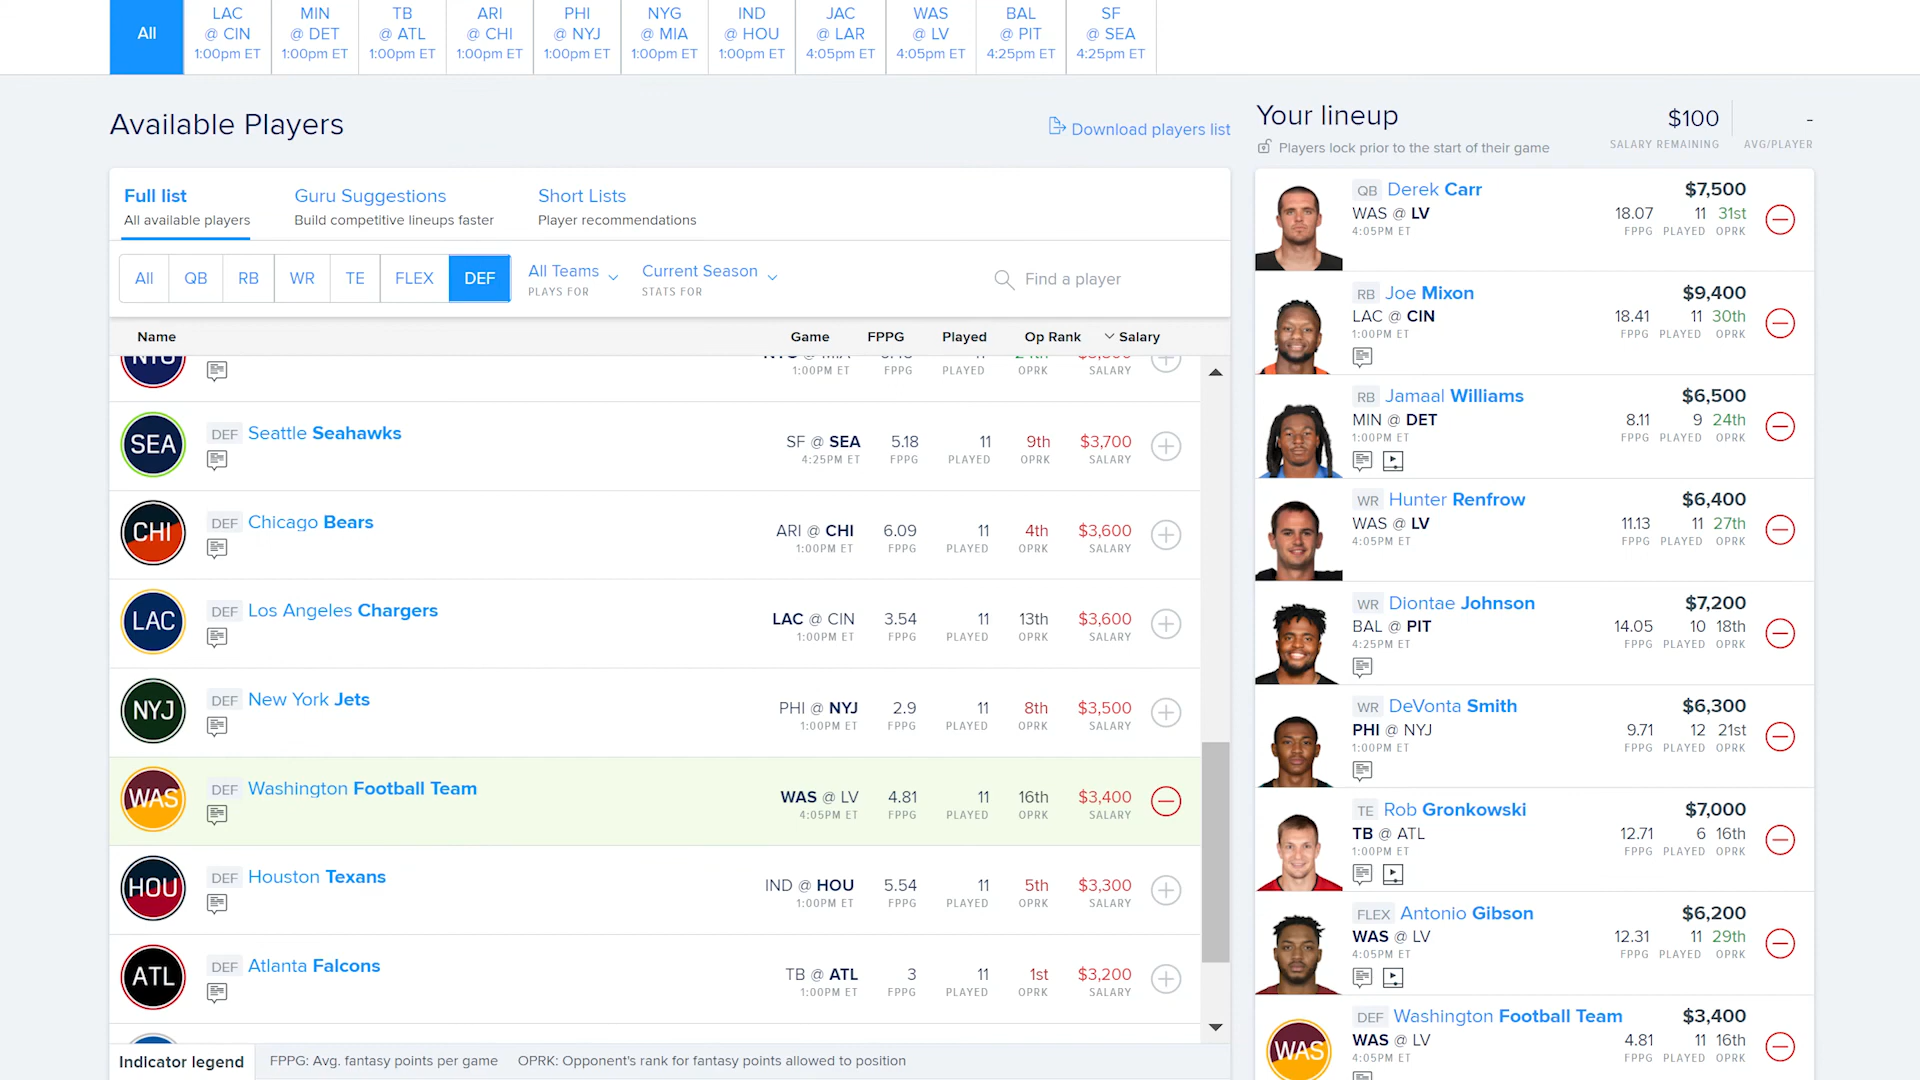 All
LAC
@ CIN
1:00pm ET
MIN
@ DET
1:00pm ET
TB
@ ATL
1:00pm ET
ARI
@ CHI
1:00pm ET
PHI
@ NYJ
1:00pm ET
NYG
@ MIA
1:00pm ET
IND
@ HOU
1:00pm ET
JAC
@ LAR
4:05pm ET
WAS
@ LV
4:05pm ET
BAL
@ PIT
4:25pm ET
SF
@ SEA
4:25pm ET
Available Players
Download players list
Full list
All available players
Guru Suggestions
Build competitive lineups faster
Short Lists
Player recommendations
All QB RB WR TE FLEX DEF
All Teams
PLAYS FOR
Current Season
STATS FOR
Find a player
Name Game FPPG Played Op Rank Salary
1:00PM ET FPPG PLAYED OPRK SALARY
SEA DEF Seattle Seahawks SF @ SEA 5.18 11 9th $3,700
4:25PM ET FPPG PLAYED OPRK SALARY
CHI DEF Chicago Bears ARI @ CHI 6.09 11 4th $3,600
1:00PM ET FPPG PLAYED OPRK SALARY
LAC DEF Los Angeles Chargers LAC @ CIN 3.54 11 13th $3,600
1:00PM ET FPPG PLAYED OPRK SALARY
NYJ DEF New York Jets PHI @ NYJ 2.9 11 8th $3,500
1:00PM ET FPPG PLAYED OPRK SALARY
WAS DEF Washington Football Team WAS @ LV 4.81 11 16th $3,400
4:05PM ET FPPG PLAYED OPRK SALARY
HOU DEF Houston Texans IND @ HOU 5.54 11 5th $3,300
1:00PM ET FPPG PLAYED OPRK SALARY
ATL DEF Atlanta Falcons TB @ ATL 3 11 1st $3,200
1:00PM ET FPPG PLAYED OPRK SALARY
Indicator legend FPPG: Avg. fantasy points per game OPRK: Opponent's rank for fantasy points allowed to position
Your lineup
Players lock prior to the start of their game
$100
SALARY REMAINING
-
AVG/PLAYER
QB Derek Carr $7,500
WAS @ LV 18.07 11 31st
4:05PM ET FPPG PLAYED OPRK
RB Joe Mixon $9,400
LAC @ CIN 18.41 11 30th
1:00PM ET FPPG PLAYED OPRK
RB Jamaal Williams $6,500
MIN @ DET 8.11 9 24th
1:00PM ET FPPG PLAYED OPRK
WR Hunter Renfrow $6,400
WAS @ LV 11.13 11 27th
4:05PM ET FPPG PLAYED OPRK
WR Diontae Johnson $7,200
BAL @ PIT 14.05 10 18th
4:25PM ET FPPG PLAYED OPRK
WR DeVonta Smith $6,300
PHI @ NYJ 9.71 12 21st
1:00PM ET FPPG PLAYED OPRK
TE Rob Gronkowski $7,000
TB @ ATL 12.71 6 16th
1:00PM ET FPPG PLAYED OPRK
FLEX Antonio Gibson $6,200
WAS @ LV 12.31 11 29th
4:05PM ET FPPG PLAYED OPRK
DEF Washington Football Team $3,400
WAS WAS @ LV 4.81 11 16th
4:05PM ET FPPG PLAYED OPRK